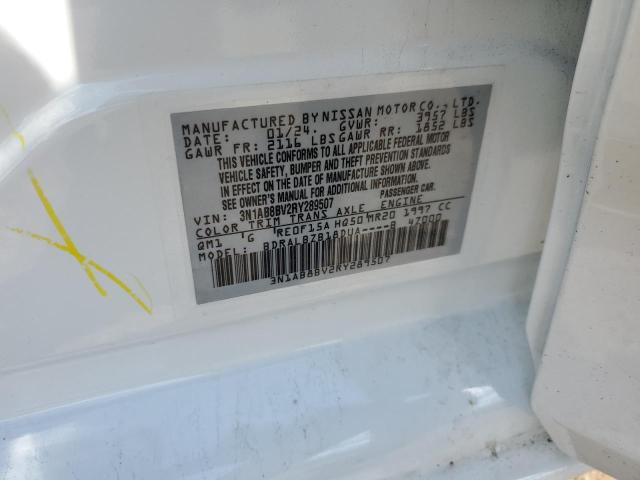 MANUFACTURED BY NISSAN MOTOR CO., LTD.
DATE: 01/24. GVWR: 3957 LBS
GAWR FR: 2116 LBS GAWR RR: 1852 LBS
THIS VEHICLE CONFORMS TO ALL APPLICABLE FEDERAL MOTOR
VEHICLE SAFETY, BUMPER AND THEFT PREVENTION STANDARDS
IN EFFECT ON THE DATE OF MANUFACTURE SHOWN ABOVE.
SEE OWNER'S MANUAL FOR ADDITIONAL INFORMATION.
VIN: 3N1AB8BV2RY289507 PASSENGER CAR.
COLOR TRIM TRANS AXLE ENGINE
QM1 G RE0F15A HQ50 MR20 1997 CC
MODEL: BDRALBZB18DUA----B 47000
3N1AB8BV2RY289507